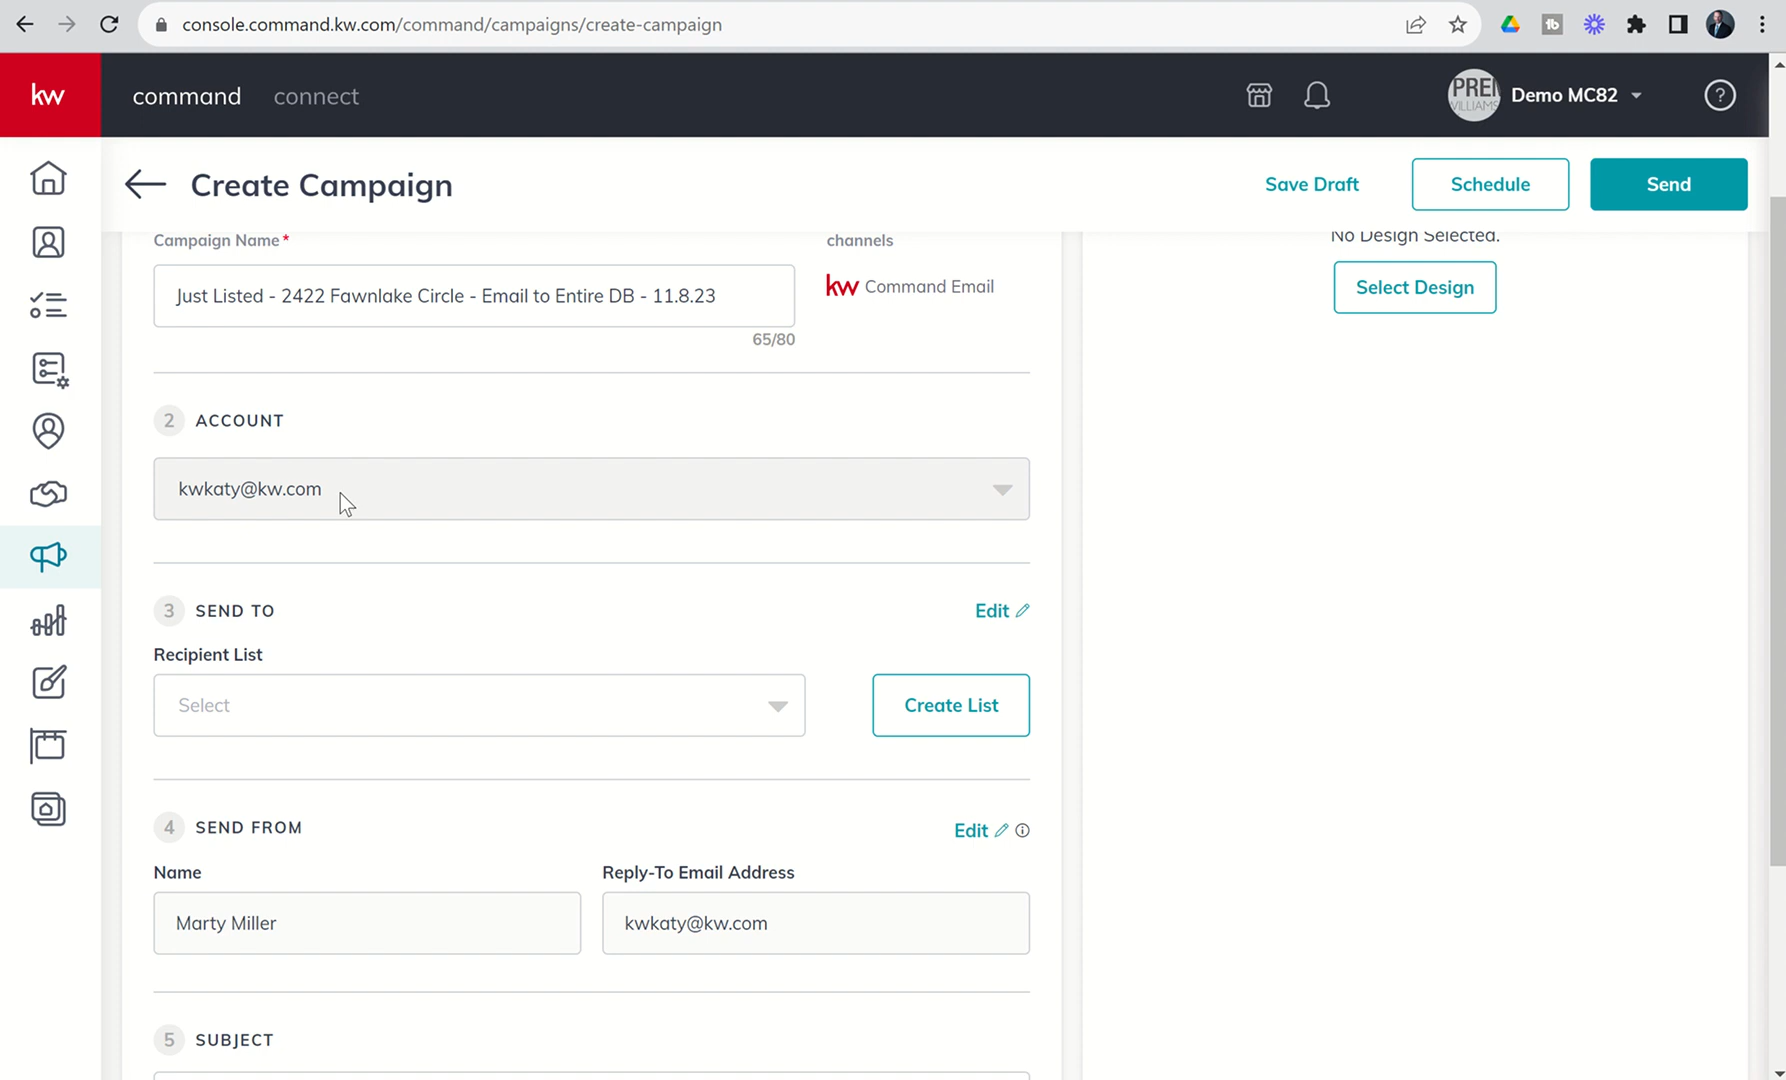 console.command.kw.com/command/campaigns/create-campaign
kw
command
connect
PREM
WILLIAMS
Demo MC82
Create Campaign
Save Draft
Schedule
Send
Campaign Name*
channels
No Design Selected.
Just Listed - 2422 Fawnlake Circle - Email to Entire DB - 11.8.23
kw Command Email
Select Design
65/80
2 ACCOUNT
kwkaty@kw.com
3 SEND TO
Edit
Recipient List
Select
Create List
4 SEND FROM
Edit
Name
Reply-To Email Address
Marty Miller
kwkaty@kw.com
5 SUBJECT